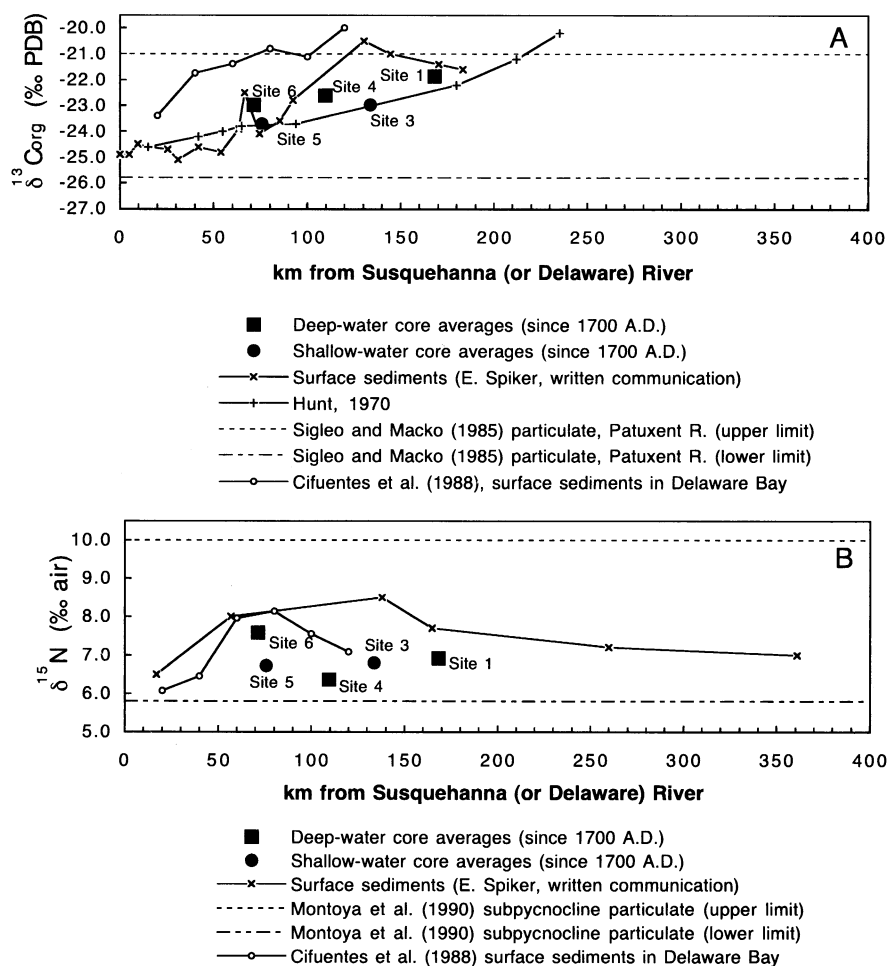 A
-20.0
-21.0
-22.0
-23.0
-24.0
-25.0
-26.0
-27.0
δ 13 Corg (‰ PDB)
Site 6
Site 4
Site 1
Site 5
Site 3
0 50 100 150 200 250 300 350 400
km from Susquehanna (or Delaware) River
Deep-water core averages (since 1700 A.D.)
Shallow-water core averages (since 1700 A.D.)
Surface sediments (E. Spiker, written communication)
Hunt, 1970
Sigleo and Macko (1985) particulate, Patuxent R. (upper limit)
Sigleo and Macko (1985) particulate, Patuxent R. (lower limit)
Cifuentes et al. (1988), surface sediments in Delaware Bay
B
10.0
9.0
8.0
7.0
6.0
5.0
δ 15 N (‰ air)
Site 6
Site 3
Site 5
Site 4
Site 1
0 50 100 150 200 250 300 350 400
km from Susquehanna (or Delaware) River
Deep-water core averages (since 1700 A.D.)
Shallow-water core averages (since 1700 A.D.)
Surface sediments (E. Spiker, written communication)
Montoya et al. (1990) subpycnocline particulate (upper limit)
Montoya et al. (1990) subpycnocline particulate (lower limit)
Cifuentes et al. (1988) surface sediments in Delaware Bay